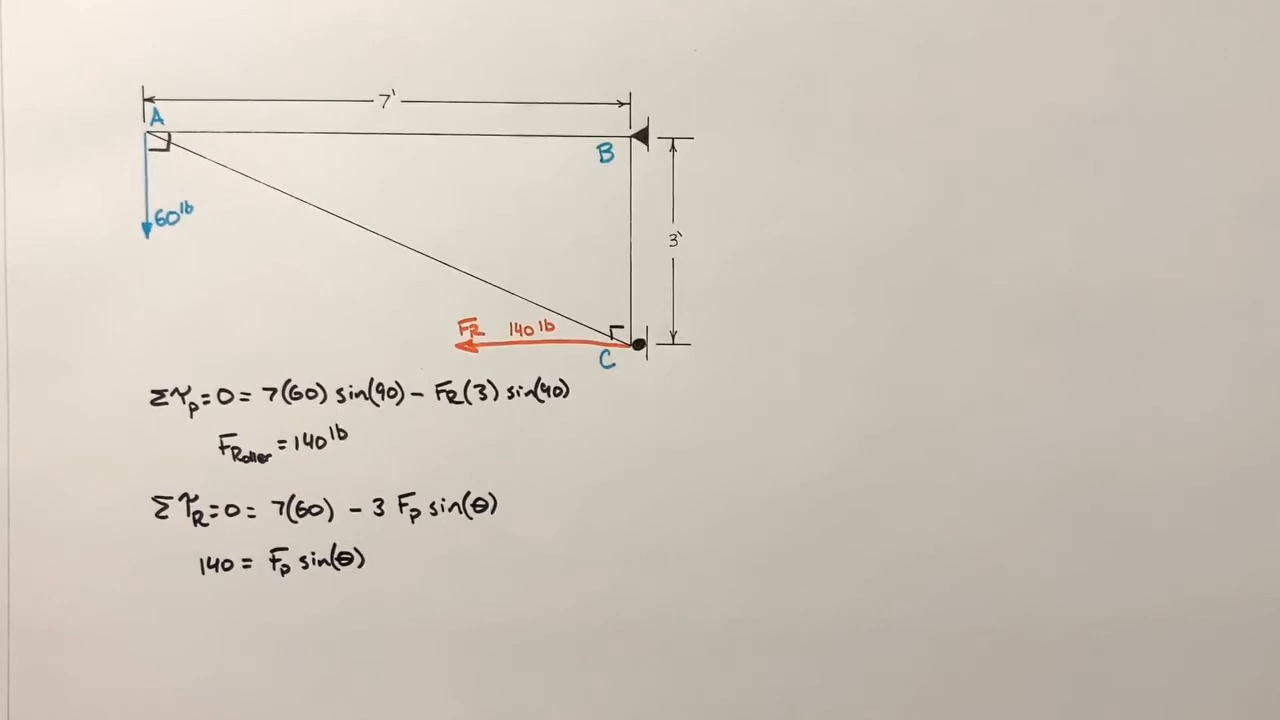 7'
A
B
60 lb
3'
FR 140 lb
C
Στp=0= 7(60) sin(90) - FR(3) sin(90)
FRoller = 140 lb
ΣτR=0= 7(60) - 3 Fp sin(θ)
140 = Fp sin(θ)